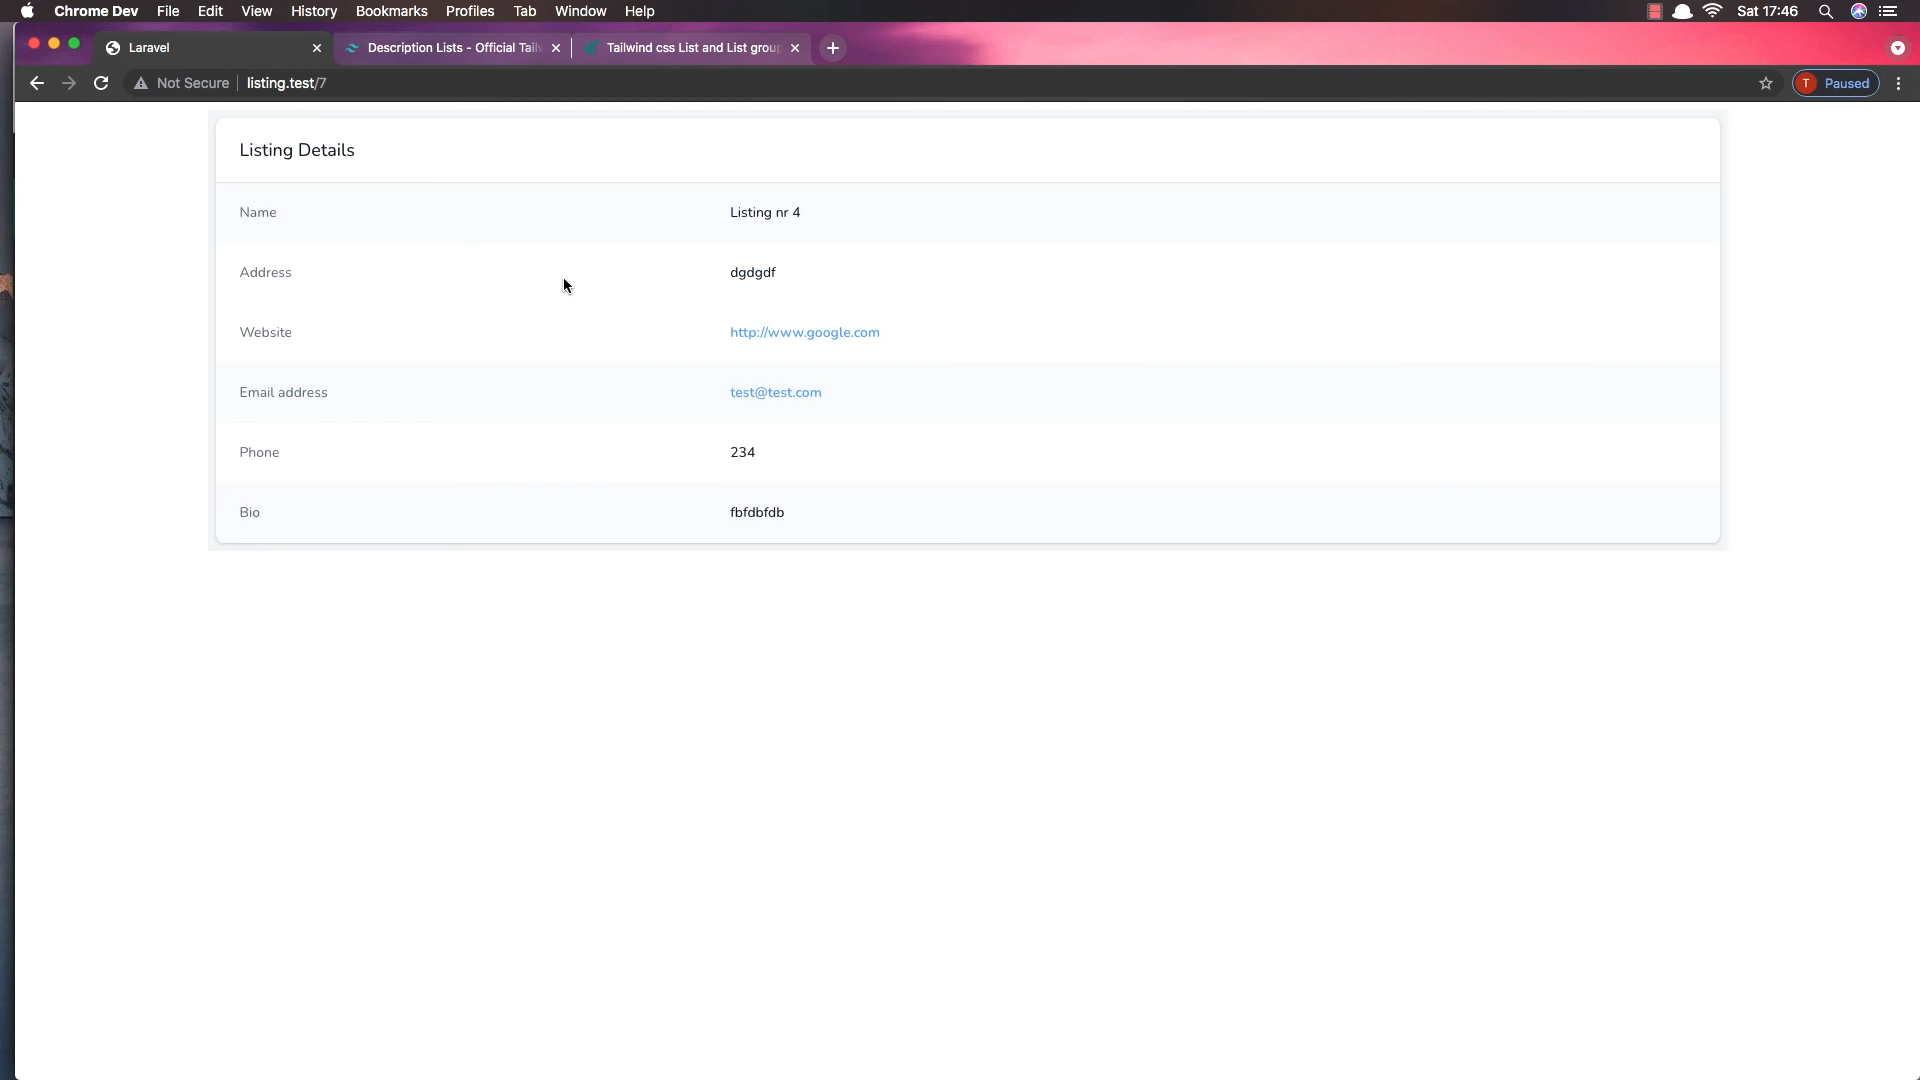 Chrome Dev File Edit View History Bookmarks Profiles Tab Window Help Sat 17:46
Laravel Description Lists - Official Tail Tailwind css List and List group
Not Secure listing.test/7 T Paused
Listing Details
Name Listing nr 4
Address dgdgdf
Website http://www.google.com
Email address test@test.com
Phone 234
Bio fbfdbfdb